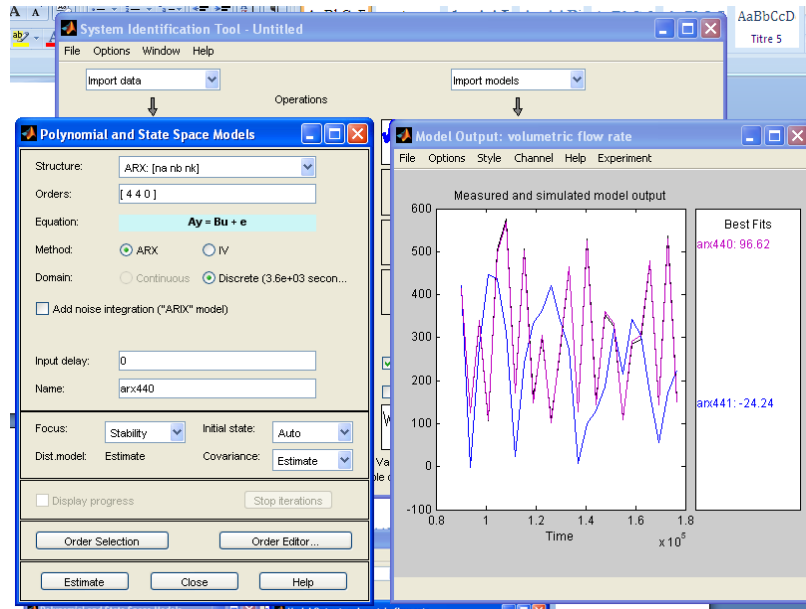 AaBbCcD
Titre 5
System Identification Tool - Untitled
File Options Window Help
Import data
Import models
Operations
Polynomial and State Space Models
Structure: ARX: [na nb nk]
Orders: [ 4 4 0 ]
Equation: Ay = Bu + e
Method: ARX IV
Domain: Continuous Discrete (3.6e+03 secon...
Add noise integration ("ARIX" model)
Input delay: 0
Name: arx440
Focus: Stability Initial state: Auto
Dist.model: Estimate Covariance: Estimate
Display progress Stop iterations
Order Selection Order Editor...
Estimate Close Help
Model Output: volumetric flow rate
File Options Style Channel Help Experiment
Measured and simulated model output
600
500
400
300
200
100
0
-100
0.8 1 1.2 1.4 1.6 1.8
x 10⁵
Time
Best Fits
arx440: 96.62
arx441: -24.24